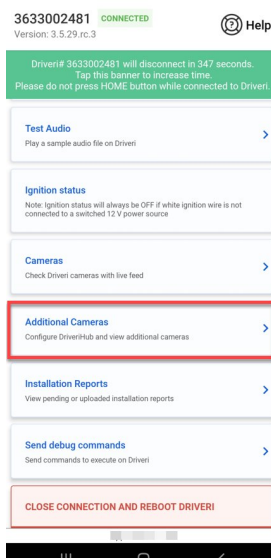 3633002481 CONNECTED
Help
Version: 3.5.29.rc.3
Driveri# 3633002481 will disconnect in 347 seconds.
Tap this banner to increase time.
Please do not press HOME button while connected to Driveri.
Test Audio
Play a sample audio file on Driveri
Ignition status
Note: Ignition status will always be OFF if white ignition wire is not
connected to a switched 12 V power source
Cameras
Check Driveri cameras with live feed
Additional Cameras
Configure DriveriHub and view additional cameras
Installation Reports
View pending or uploaded installation reports
Send debug commands
Send commands to execute on Driveri
CLOSE CONNECTION AND REBOOT DRIVERI